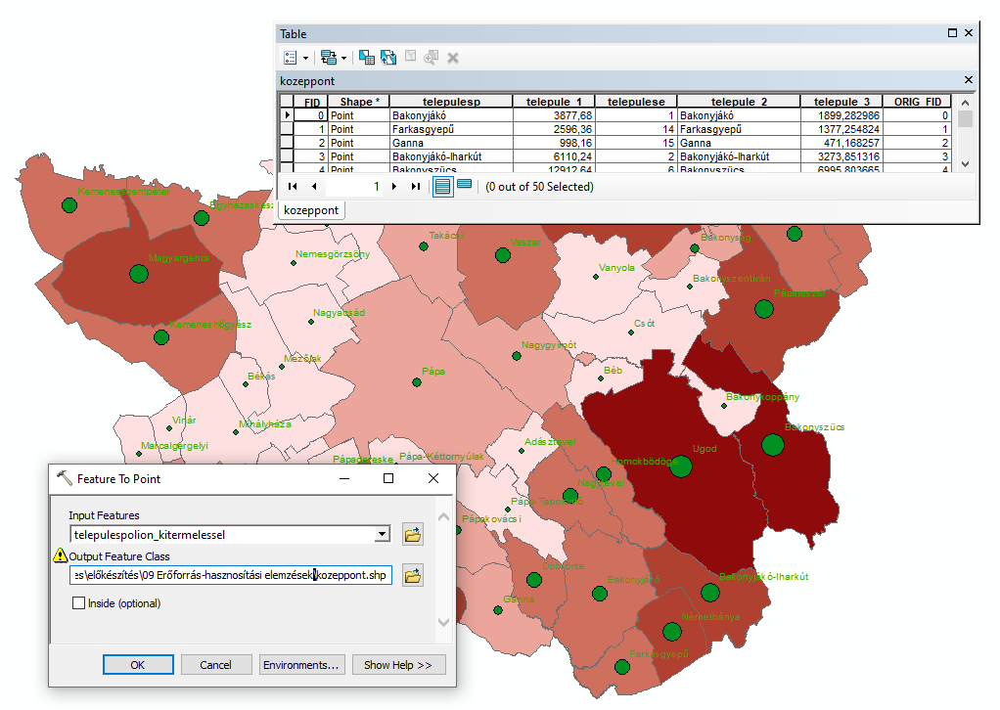 Table
kozeppont
FID Shape * telepulesp telepule_1 telepulese telepule_2 telepule_3 ORIG_FID
0 Point Bakonyjákó 3877,68 1 Bakonyjákó 1899,282986 0
1 Point Farkasgyepű 2596,36 14 Farkasgyepű 1377,254824 1
2 Point Ganna 998,16 15 Ganna 471,168257 2
3 Point Bakonyjákó-Iharkút 6110,24 2 Bakonyjákó-Iharkút 3273,851316 3
4 Point Bakonyszücs 12912,64 6 Bakonyszücs 6995,803665 4
1 (0 out of 50 Selected)
kozeppont
Kemenesszentpéter
Egyházaskesz
Takácsi
Vaszar
Bakonyság
Magyargencs
Nemesgörzsöny
Vanyola
Bakonyszentiván
Pápateszér
Kemeneshőgyész
Nagyacsád
Csót
Nagygyimót
Mezőlak
Békás
Pápa
Béb
Bakonykoppány
Vinár
Mihályháza
Bakonyszücs
Marcalgergelyi
Pápadereske
Pápa-Kéttornyúlak
Adásztevel
Ugod
Homokbödöge
Nagytevel
Pápa-Tapolcafő
Pápakovácsi
Döbrönte
Bakonyjákó
Bakonyjákó-Iharkút
Ganna
Németbánya
Farkasgyepű
Feature To Point
Input Features
telepulespolion_kitermelessel
Output Feature Class
es\előkészítés\09 Erőforrás-hasznosítási elemzések\kozeppont.shp
Inside (optional)
OK Cancel Environments... Show Help >>